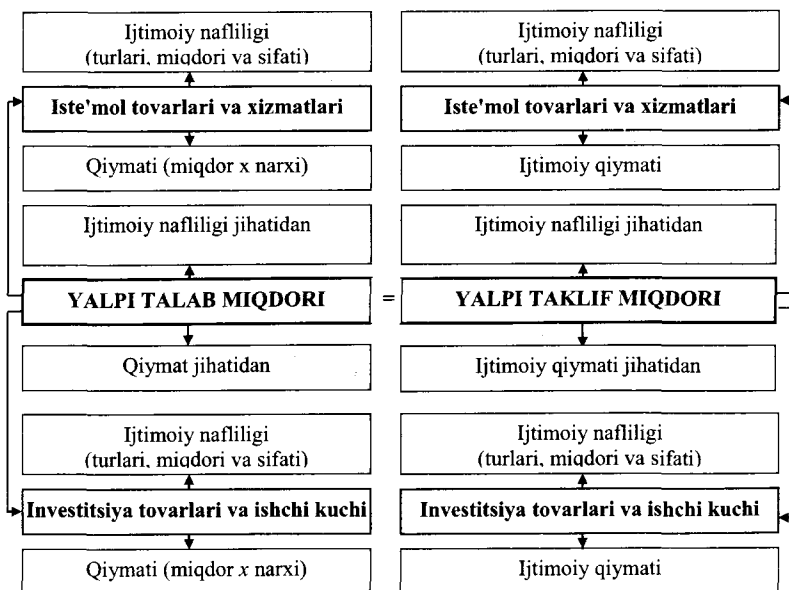 Ijtimoiy nafliligi
(turlari, miqdori va sifati)
Iste'mol tovarlari va xizmatlari
Qiymati (miqdor x narxi)
Ijtimoiy nafliligi jihatidan
YALPI TALAB MIQDORI
Qiymat jihatidan
Ijtimoiy nafliligi
(turlari, miqdori va sifati)
Investitsiya tovarlari va ishchi kuchi
Qiymati (miqdor x narxi)
=
Ijtimoiy nafliligi
(turlari, miqdori va sifati)
Iste'mol tovarlari va xizmatlari
Ijtimoiy qiymati
Ijtimoiy nafliligi jihatidan
YALPI TAKLIF MIQDORI
Ijtimoiy qiymati jihatidan
Ijtimoiy nafliligi
(turlari, miqdori va sifati)
Investitsiya tovarlari va ishchi kuchi
Ijtimoiy qiymati